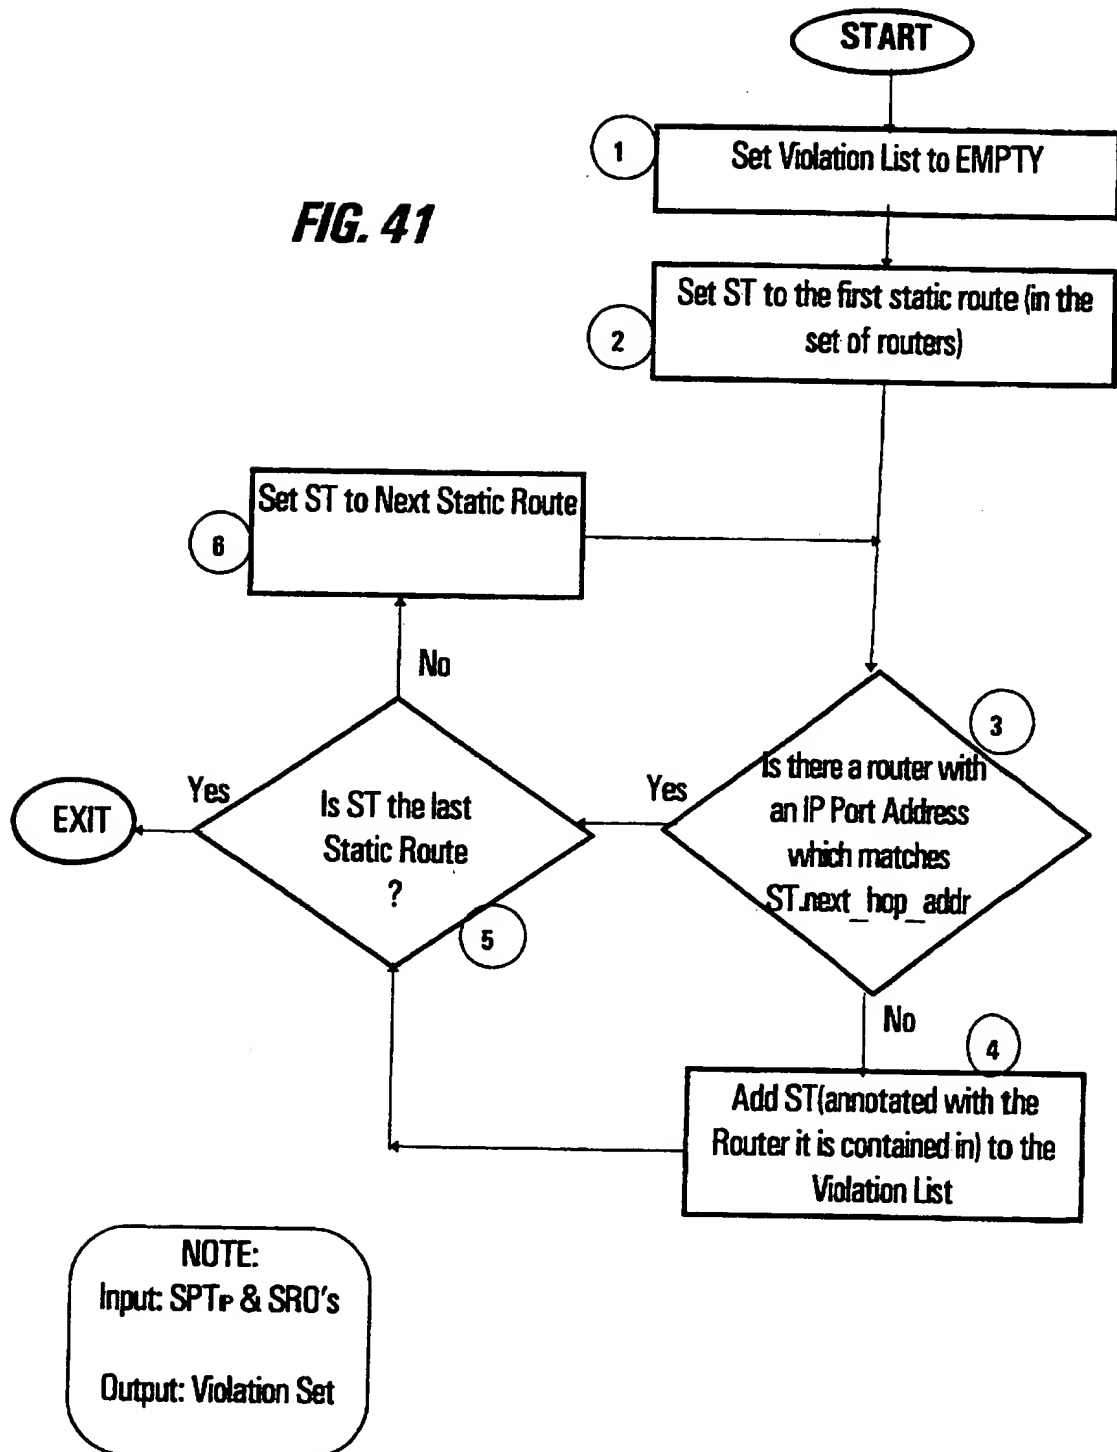 START
1
Set Violation List to EMPTY
FIG. 41
2
Set ST to the first static route (in the
set of routers)
6
Set ST to Next Static Route
No
3
Is there a router with
an IP Port Address
which matches
ST.next_hop_addr
Yes
Is ST the last
Static Route
?
Yes
EXIT
5
No
4
Add ST(annotated with the
Router it is contained in) to the
Violation List
NOTE:
Input: SPTIP & SRO's
Output: Violation Set